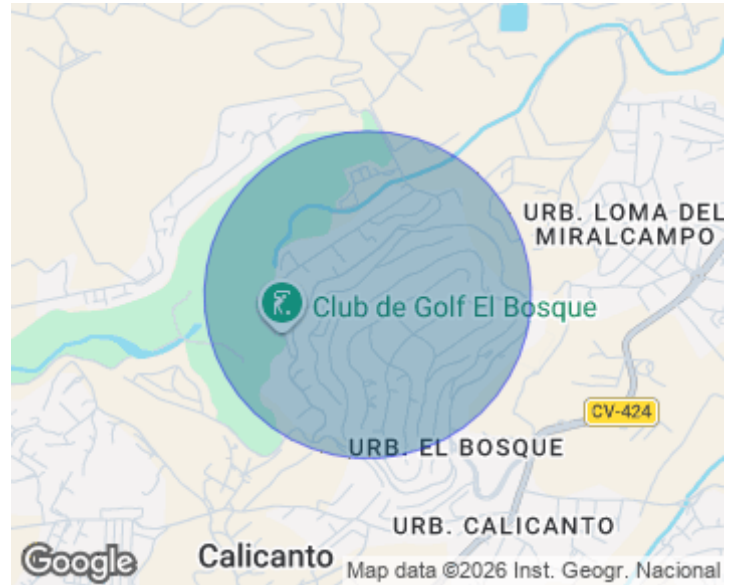 URB. LOMA DEL
MIRALCAMPO
Club de Golf El Bosque
CV-424
URB. EL BOSQUE
URB. CALICANTO
Calicanto
Google
Map data ©2026 Inst. Geogr. Nacional